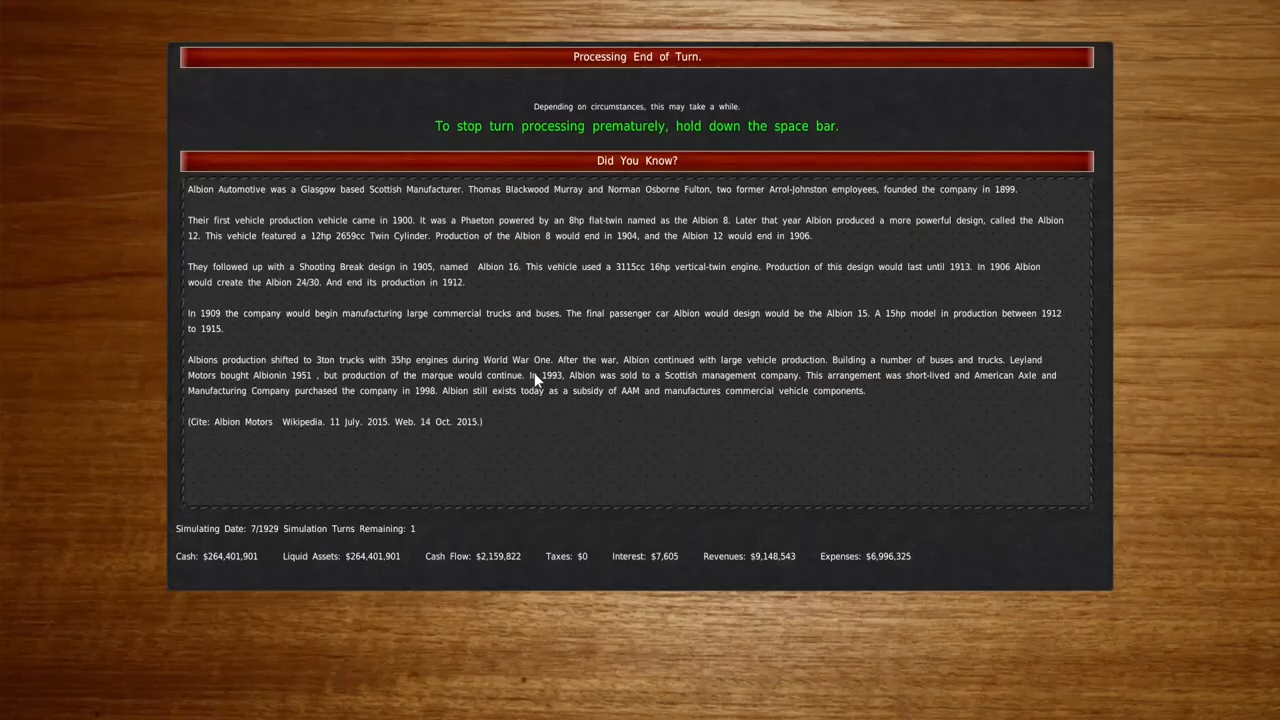 Processing End of Turn.
Depending on circumstances, this may take a while.
To stop turn processing prematurely, hold down the space bar.
Did You Know?
Albion Automotive was a Glasgow based Scottish Manufacturer. Thomas Blackwood Murray and Norman Osborne Fulton, two former Arrol-Johnston employees, founded the company in 1899.
Their first vehicle production vehicle came in 1900. It was a Phaeton powered by an 8hp flat-twin named as the Albion 8. Later that year Albion produced a more powerful design, called the Albion
12. This vehicle featured a 12hp 2659cc Twin Cylinder. Production of the Albion 8 would end in 1904, and the Albion 12 would end in 1906.
They followed up with a Shooting Break design in 1905, named Albion 16. This vehicle used a 3115cc 16hp vertical-twin engine. Production of this design would last until 1913. In 1906 Albion
would create the Albion 24/30. And end its production in 1912.
In 1909 the company would begin manufacturing large commercial trucks and buses. The final passenger car Albion would design would be the Albion 15. A 15hp model in production between 1912
to 1915.
Albions production shifted to 3ton trucks with 35hp engines during World War One. After the war, Albion continued with large vehicle production. Building a number of buses and trucks. Leyland
Motors bought Albionin 1951 , but production of the marque would continue. In 1993, Albion was sold to a Scottish management company. This arrangement was short-lived and American Axle and
Manufacturing Company purchased the company in 1998. Albion still exists today as a subsidy of AAM and manufactures commercial vehicle components.
(Cite: Albion Motors Wikipedia. 11 July. 2015. Web. 14 Oct. 2015.)
Simulating Date: 7/1929 Simulation Turns Remaining: 1
Cash: $264,401,901 Liquid Assets: $264,401,901 Cash Flow: $2,159,822 Taxes: $0 Interest: $7,605 Revenues: $9,148,543 Expenses: $6,996,325